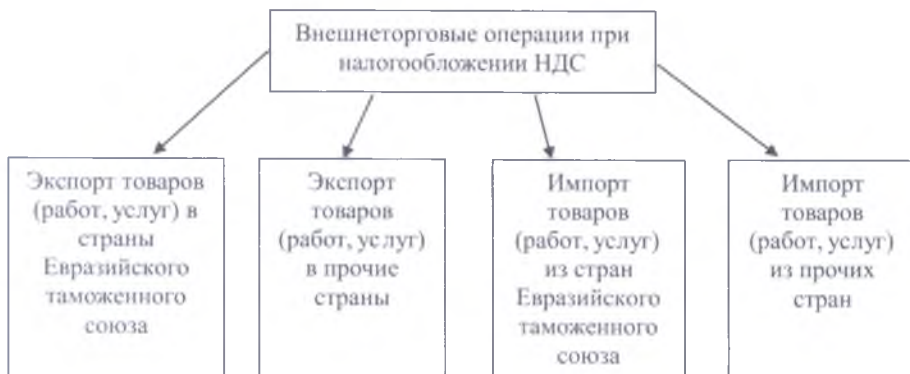 Внешнеторговые операции при
налогообложении НДС
Экспорт товаров
(работ, услуг) в
страны
Евразийского
таможенного
союза
Экспорт
товаров
(работ, услуг)
в прочие
страны
Импорт
товаров
(работ, услуг)
из стран
Евразийского
таможенного
союза
Импорт
товаров
(работ, услуг)
из прочих
стран